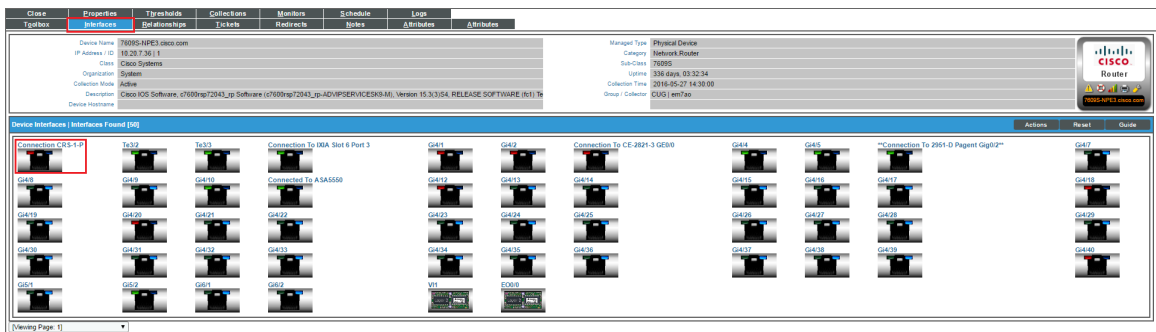 Close Properties Thresholds Collections Monitors Schedule Logs
Toolbox Interfaces Relationships Tickets Redirects Notes Attributes Attributes
Device Name 7609S-NPE3.cisco.com Managed Type Physical Device
IP Address / ID 10.20.7.36 | 1 Category Network.Router
Class Cisco Systems Sub-Class 7609S
Organization System Uptime 336 days, 03:32:34
Collection Mode Active Collection Time 2016-05-27 14:30:00
Description Cisco IOS Software, c7600rsp72043_rp Software (c7600rsp72043_rp-ADVIPSERVICESK9-M), Version 15.3(3)S4, RELEASE SOFTWARE (fc1) Te Group / Collector CUG | em7ao
Device Hostname
CISCO
Router
7609S-NPE3.cisco.com
Device Interfaces | Interfaces Found [50] Actions Reset Guide
Connection CRS-1-P Te3/2 Te3/3 Connection To IXIA Slot 6 Port 3 Gi4/1 Gi4/2 Connection To CE-2821-3 GE0/0 Gi4/4 Gi4/5 **Connection To 2951-D Pagent Gig0/2** Gi4/7
Gi4/8 Gi4/9 Gi4/10 Connected To ASA5550 Gi4/12 Gi4/13 Gi4/14 Gi4/15 Gi4/16 Gi4/17 Gi4/18
Gi4/19 Gi4/20 Gi4/21 Gi4/22 Gi4/23 Gi4/24 Gi4/25 Gi4/26 Gi4/27 Gi4/28 Gi4/29
Gi4/30 Gi4/31 Gi4/32 Gi4/33 Gi4/34 Gi4/35 Gi4/36 Gi4/37 Gi4/38 Gi4/39 Gi4/40
Gi5/1 Gi5/2 Gi6/1 Gi6/2 Vl1 EO0/0
[Viewing Page: 1]